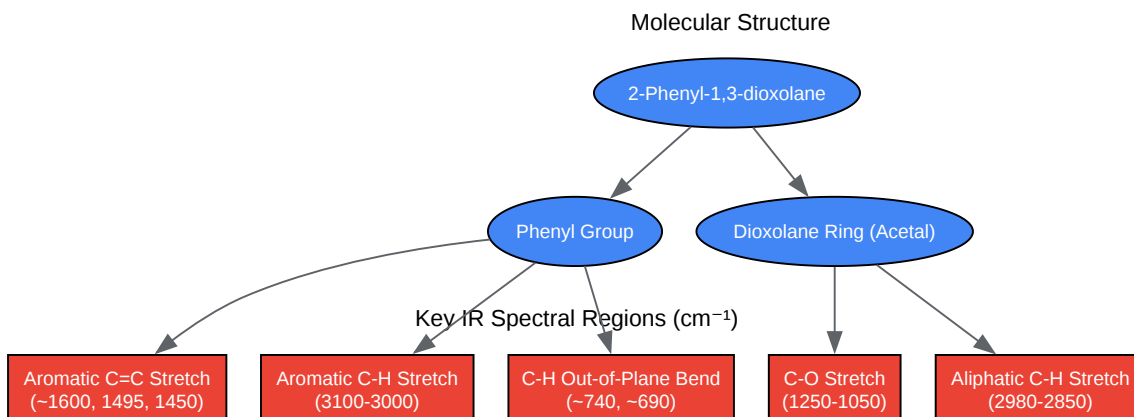 Molecular Structure
2-Phenyl-1,3-dioxolane
Phenyl Group
Dioxolane Ring (Acetal)
Key IR Spectral Regions (cm⁻¹)
Aromatic C=C Stretch
(~1600, 1495, 1450)
Aromatic C-H Stretch
(3100-3000)
C-H Out-of-Plane Bend
(~740, ~690)
C-O Stretch
(1250-1050)
Aliphatic C-H Stretch
(2980-2850)